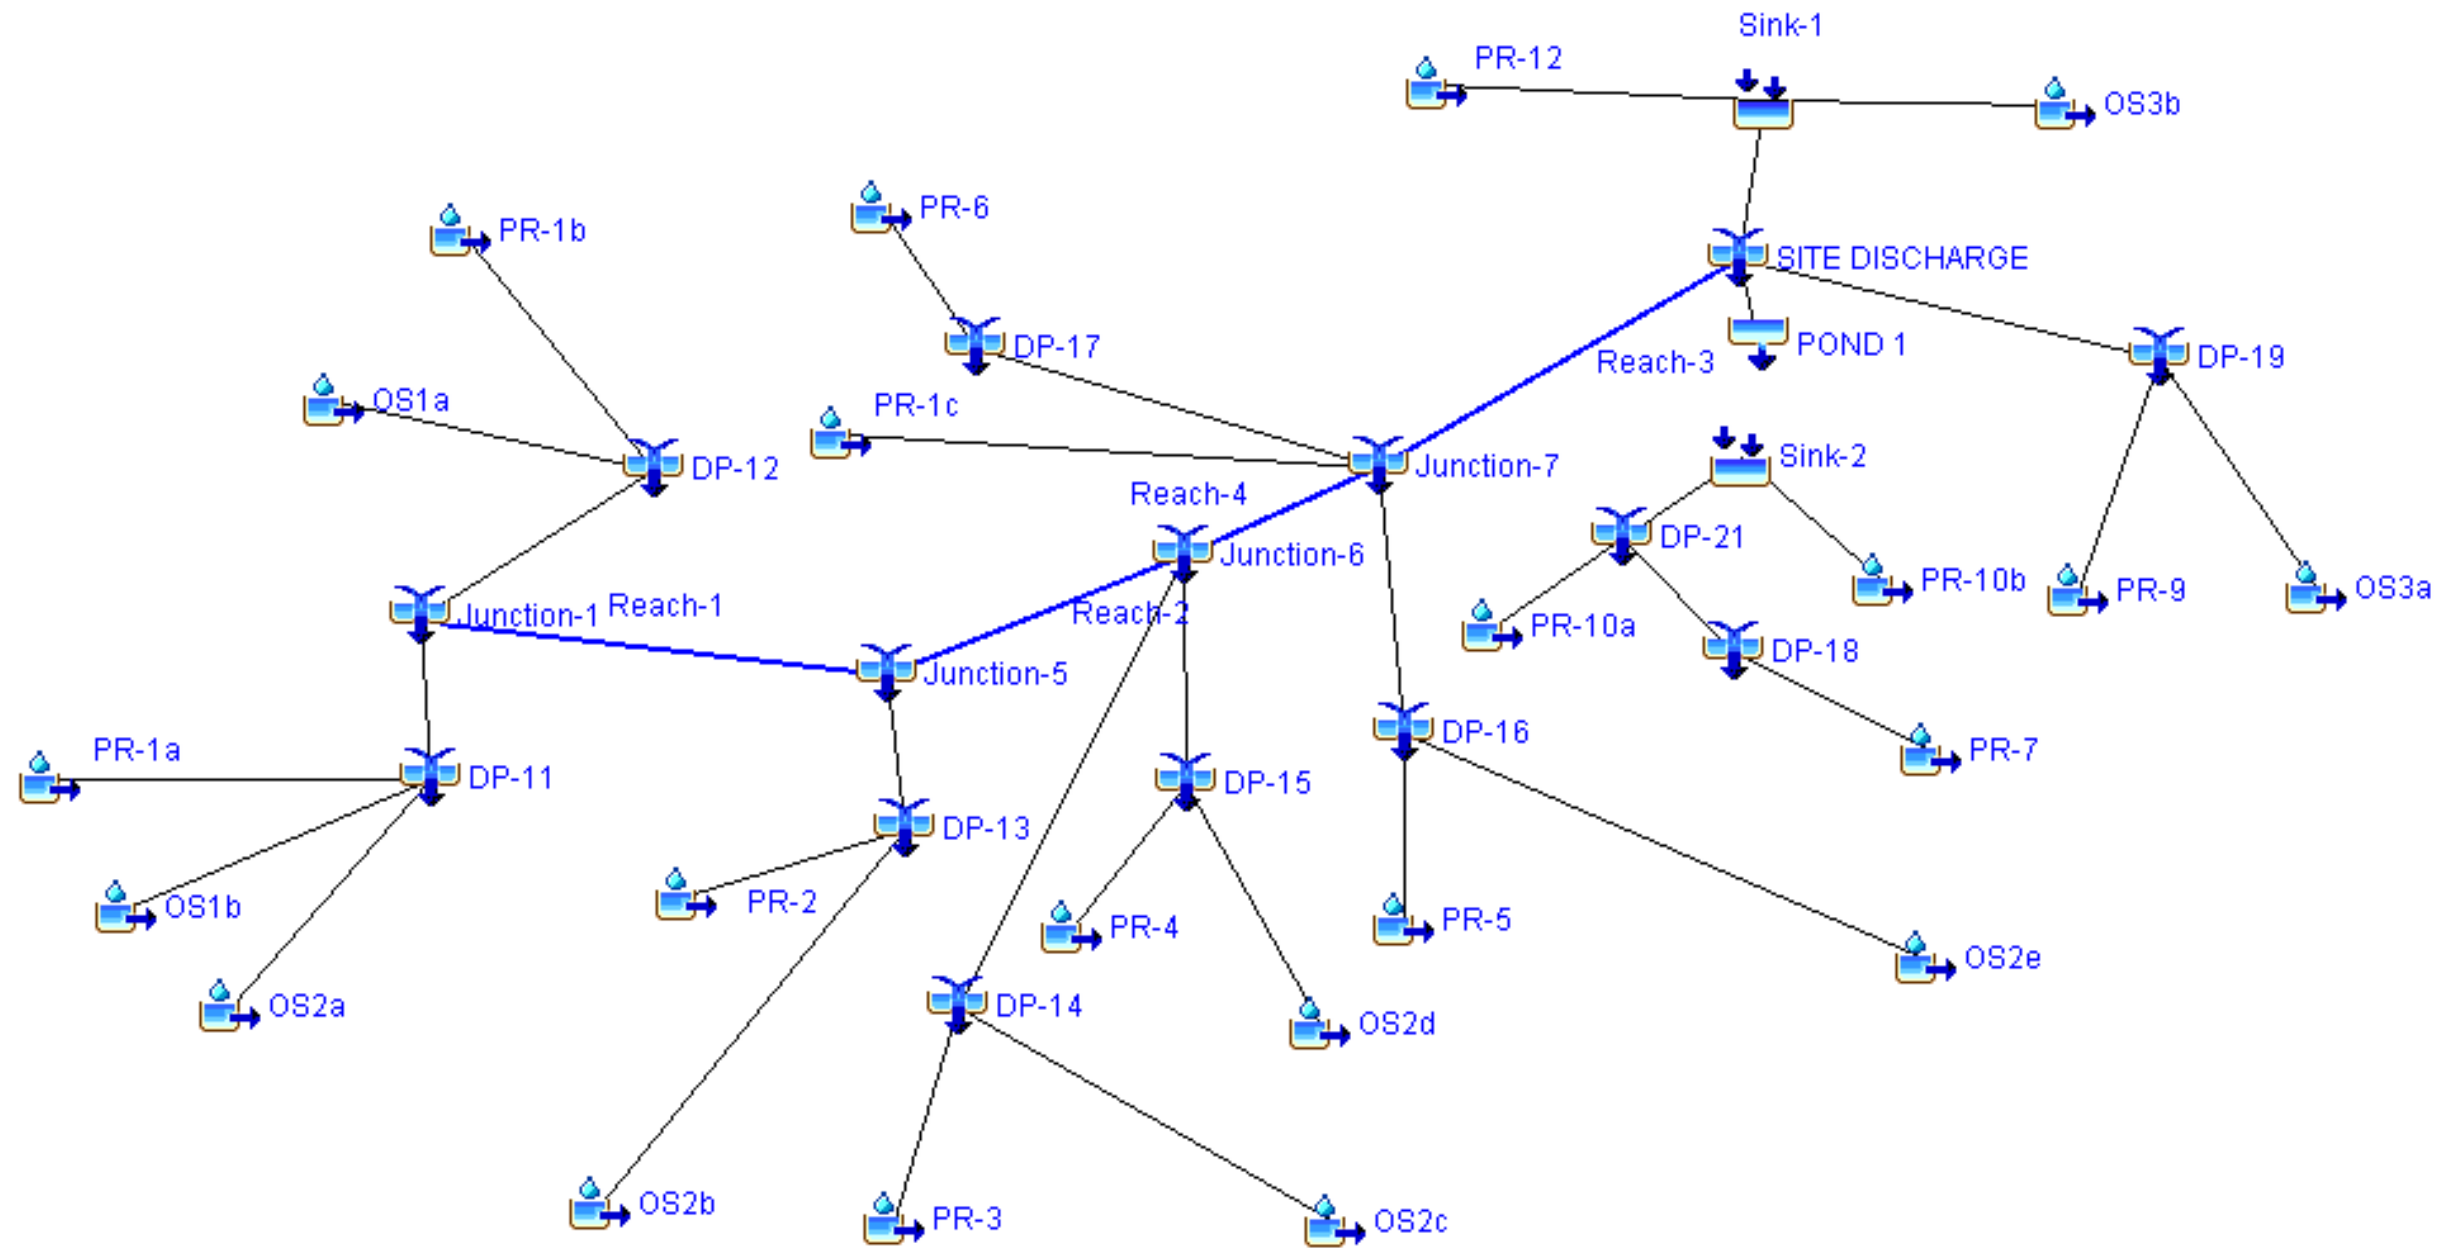 Sink-1
PR-12
OS3b
PR-6
PR-1b
SITE DISCHARGE
DP-17
POND 1
DP-19
Reach-3
OS1a
PR-1c
DP-12
Junction-7
Sink-2
Reach-4
DP-21
Junction-6
PR-10b
PR-9
OS3a
Junction-1
Reach-1
Reach-2
PR-10a
DP-18
Junction-5
DP-16
PR-1a
PR-7
DP-11
DP-15
DP-13
PR-2
OS1b
PR-4
PR-5
OS2e
OS2a
DP-14
OS2d
OS2b
PR-3
OS2c